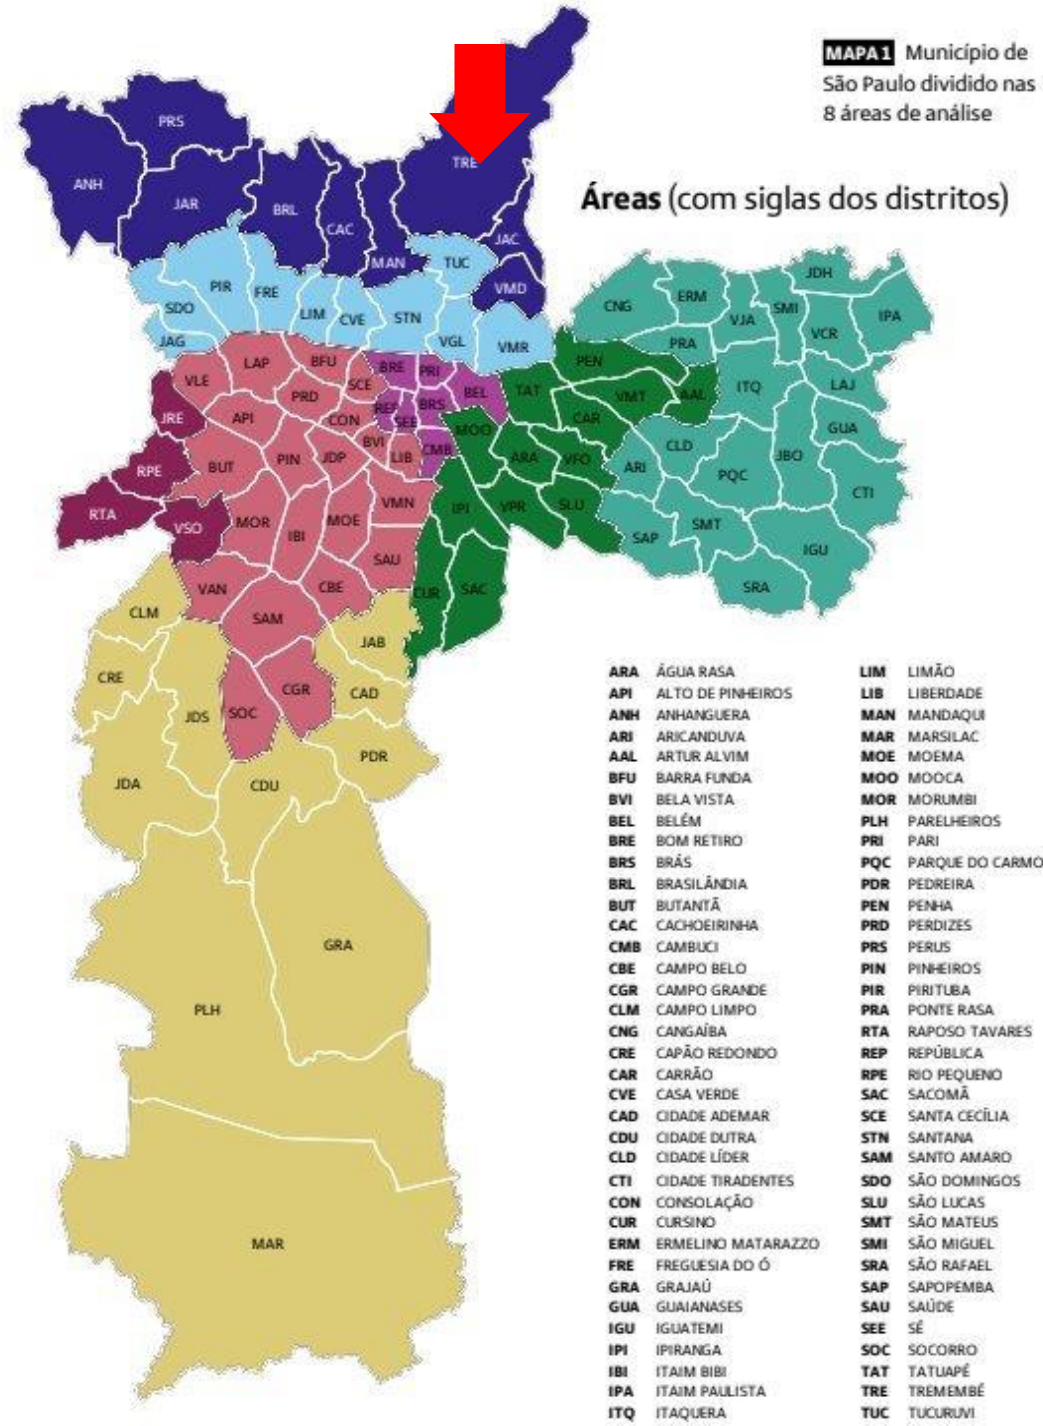 MAPA 1 Município de
São Paulo dividido nas
8 áreas de análise
Áreas (com siglas dos distritos)
PRS
ANH
JAR
BRL
CAC
MAN
TRE
JAC
VMD
TUC
PIR
FRE
SDO
LIM
CVE
STN
JAG
VGL
VMR
CNG
ERM
JDH
SMI
VJA
IPA
VCR
PRA
LAP
BFU
BRE
PRI
PEN
VLE
SCE
BEL
TAT
VMT
AAL
ITQ
LAJ
PRD
REP
BRS
JRE
API
CON
SEE
MOO
CAR
GUA
BVI
CMB
CLD
JBO
RPE
BUT
PIN
JDP
LIB
ARA
VFO
ARI
PQC
CTI
RTA
VSO
MOR
IBI
MOE
VMN
IPI
VPR
SLU
SMT
SAP
IGU
SAU
VAN
CBE
CUR
SAC
SRA
CLM
SAM
JAB
CRE
CGR
CAD
JDS
SOC
JDA
CDU
PDR
GRA
PLH
MAR
ARA ÁGUA RASA
API ALTO DE PINHEIROS
ANH ANHANGUERA
ARI ARICANDUVA
AAL ARTUR ALVIM
BFU BARRA FUNDA
BVI BELA VISTA
BEL BELÉM
BRE BOM RETIRO
BRS BRÁS
BRL BRASILÂNDIA
BUT BUTANTÃ
CAC CACHOEIRINHA
CMB CAMBUCI
CBE CAMPO BELO
CGR CAMPO GRANDE
CLM CAMPO LIMPO
CNG CANGAÍBA
CRE CAPÃO REDONDO
CAR CARRÃO
CVE CASA VERDE
CAD CIDADE ADEMAR
CDU CIDADE DUTRA
CLD CIDADE LÍDER
CTI CIDADE TIRADENTES
CON CONSOLAÇÃO
CUR CURSINO
ERM ERMELINO MATARAZZO
FRE FREGUESIA DO Ó
GRA GRAJAÚ
GUA GUAIANASES
IGU IGUATEMI
IPI IPIRANGA
IBI ITAIM BIBI
IPA ITAIM PAULISTA
ITQ ITAQUERA
LIM LIMÃO
LIB LIBERDADE
MAN MANDAQUI
MAR MARSILAC
MOE MOEMA
MOO MOOCA
MOR MORUMBI
PLH PARELHEIROS
PRI PARI
PQC PARQUE DO CARMO
PDR PEDREIRA
PEN PENHA
PRD PERDIZES
PRS PERUS
PIN PINHEIROS
PIR PIRITUBA
PRA PONTE RASA
RTA RAPOSO TAVARES
REP REPÚBLICA
RPE RIO PEQUENO
SAC SACOMÃ
SCE SANTA CECÍLIA
STN SANTANA
SAM SANTO AMARO
SDO SÃO DOMINGOS
SLU SÃO LUCAS
SMT SÃO MATEUS
SMI SÃO MIGUEL
SRA SÃO RAFAEL
SAP SAPOPEMBA
SAU SAÚDE
SEE SÉ
SOC SOCORRO
TAT TATUAPÉ
TRE TREMEMBÉ
TUC TUCURUVI